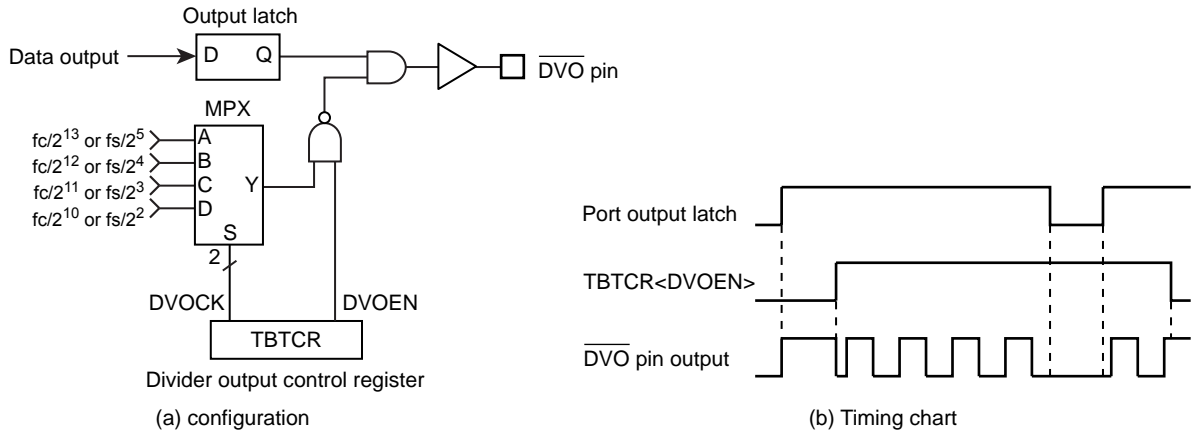 Output latch
Data output
D Q
DVO pin
MPX
fc/2^13 or fs/2^5
A
fc/2^12 or fs/2^4
B
fc/2^11 or fs/2^3
C
Y
fc/2^10 or fs/2^2
D
S
2
DVOCK
DVOEN
TBTCR
Divider output control register
(a) configuration
Port output latch
TBTCR<DVOEN>
DVO pin output
(b) Timing chart